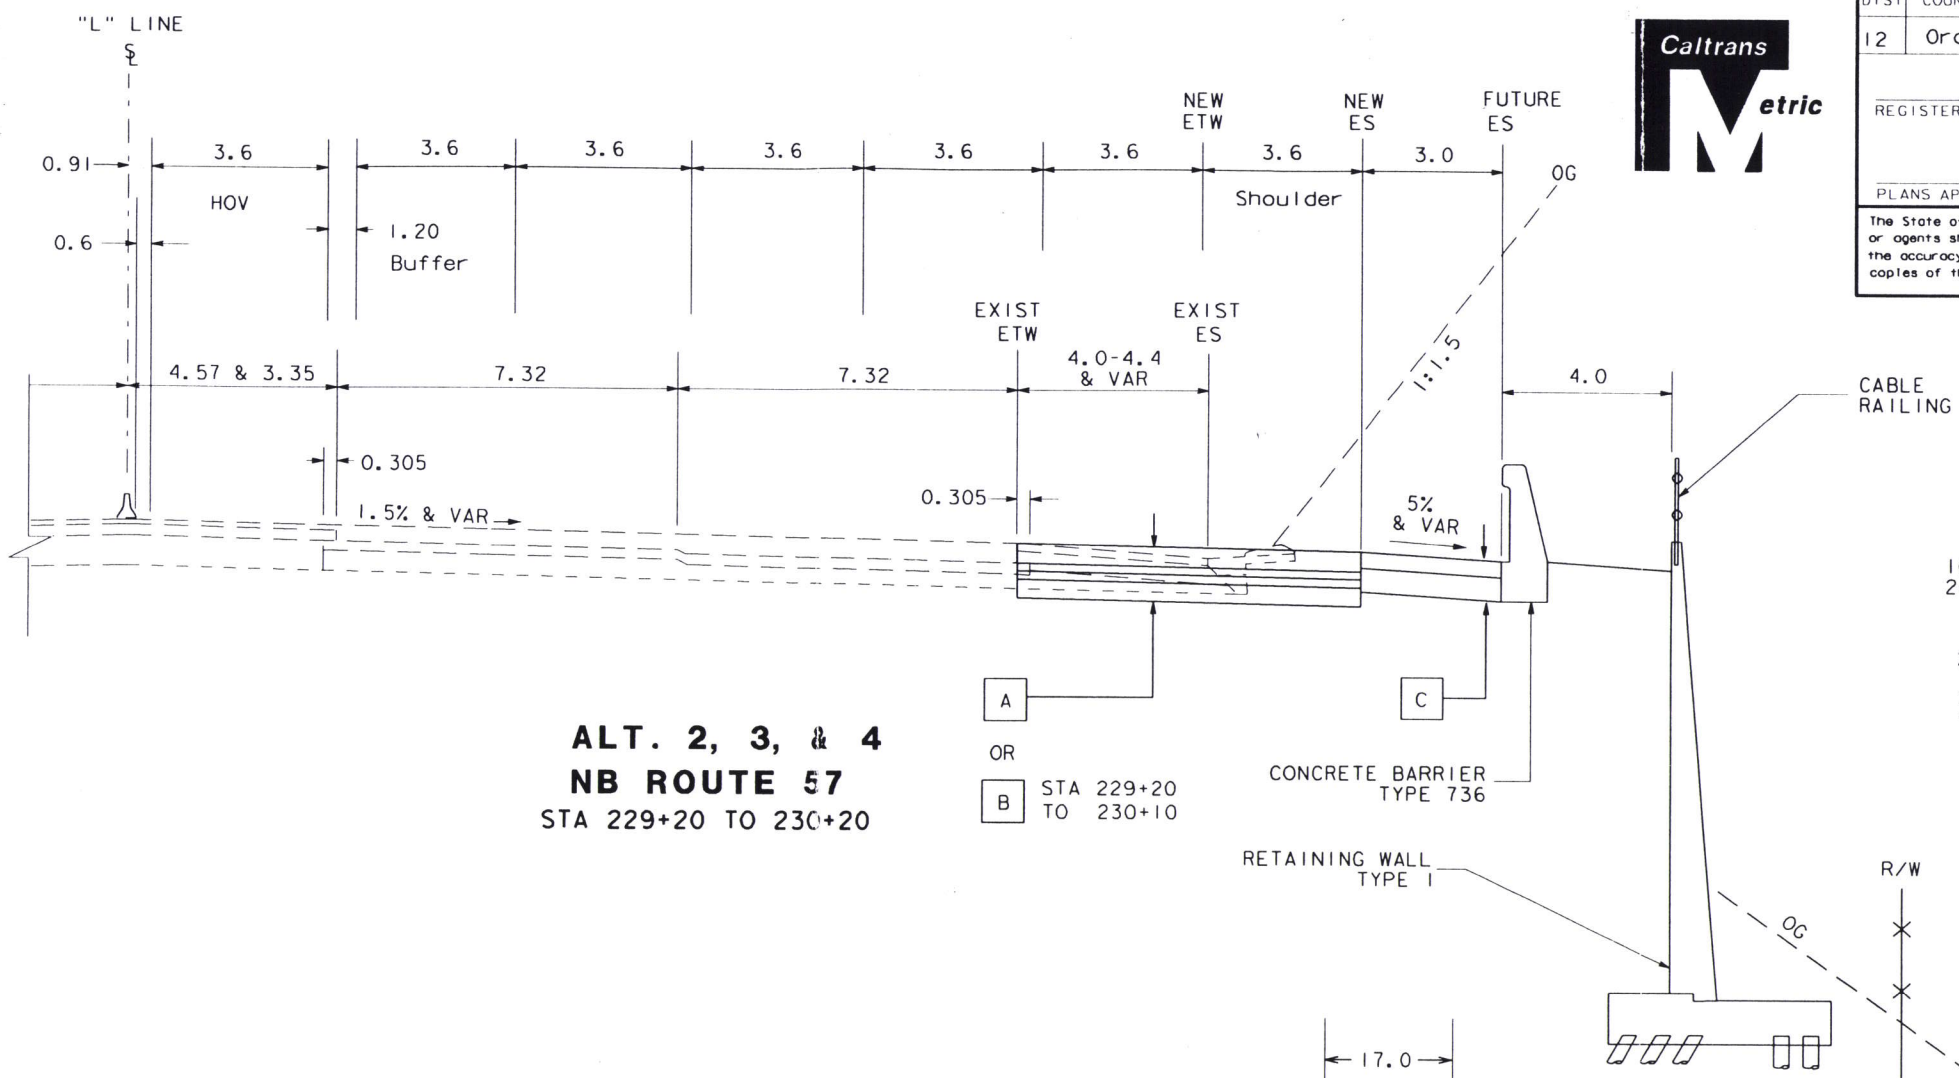 "L" LINE
Caltrans
etric
12
REGISTER
PLANS AP
The State o
or agents s
the accuracy
copies of t
NEW
ETW
NEW
ES
FUTURE
ES
0.91
3.6
3.6
3.6
3.6
3.6
3.6
3.6
3.0
OG
HOV
Shoulder
0.6
1.20
Buffer
EXIST
ETW
EXIST
ES
4.57 & 3.35
7.32
7.32
4.0-4.4
& VAR
1:1.5
4.0
CABLE
RAILING
0.305
0.305
1.5% & VAR
5%
& VAR
A
C
OR
B
STA 229+20
TO 230+10
ALT. 2, 3, & 4
NB ROUTE 57
STA 229+20 TO 230+20
CONCRETE BARRIER
TYPE 736
RETAINING WALL
TYPE 1
R/W
OG
17.0